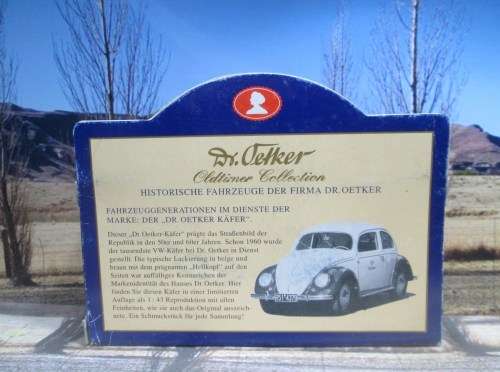 Dr. Oetker
Oldtimer Collection
HISTORISCHE FAHRZEUGE DER FIRMA DR.OETKER
FAHRZEUGGENERATIONEN IM DIENSTE DER
MARKE: DER „DR OETKER KÄFER".
Dieser „Dr Oetker-Käfer" prägte das Straßenbild der
Republik in den 50er und 60er Jahren. Schon 1960 wurde
der tausendste VW-Käfer bei Dr. Oetker in Dienst
gestellt. Die typische Lackierung in beige und
braun mit dem prägnanten „Hellkopf" auf den
Seiten war auffälliges Kennzeichen der
Markenidentität des Hauses Dr Oetker. Hier
finden Sie diesen Käfer in einer limitierten
Auflage als 1: 43 Reproduktion mit allen
Feinheiten, wie sie auch das Original auszeich-
nete. Ein Schmuckstück für jede Sammlung!